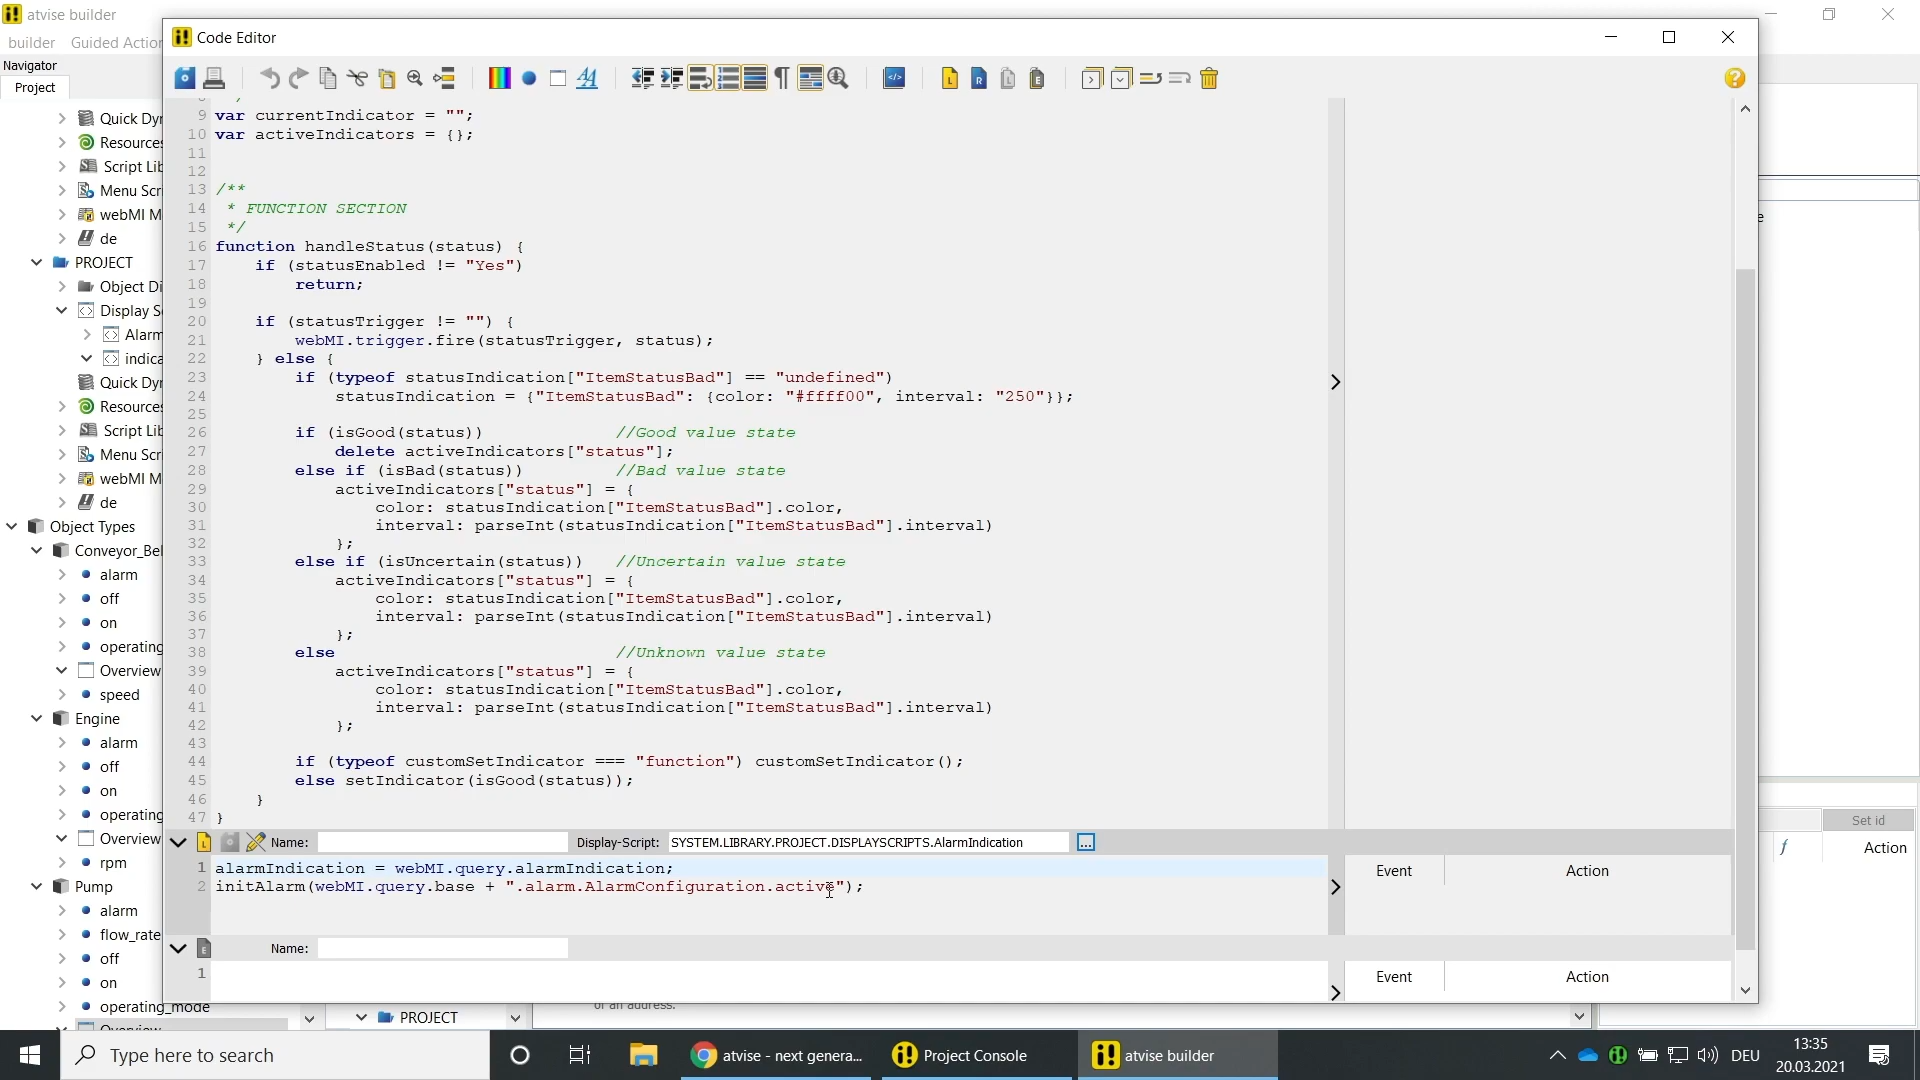 atvise builder
builder Guided Action
Navigator
Project
Quick Dyn
Resources
Script Lib
Menu Scr
webMI M
de
PROJECT
Object Di
Display S
Alarm
indica
Quick Dyn
Resources
Script Lib
Menu Scr
webMI M
de
Object Types
Conveyor_Bel
alarm
off
on
operating
Overview
speed
Engine
alarm
off
on
operating
Overview
rpm
Pump
alarm
flow_rate
off
on
operating_mode
Code Editor
9 var currentIndicator = "";
10 var activeIndicators = {};
11
12
13 /**
14 * FUNCTION SECTION
15 */
16 function handleStatus(status) {
17 if (statusEnabled != "Yes")
18 return;
19
20 if (statusTrigger != "") {
21 webMI.trigger.fire(statusTrigger, status);
22 } else {
23 if (typeof statusIndication["ItemStatusBad"] == "undefined")
24 statusIndication = {"ItemStatusBad": {color: "#ffff00", interval: "250"}};
25
26 if (isGood(status)) //Good value state
27 delete activeIndicators["status"];
28 else if (isBad(status)) //Bad value state
29 activeIndicators["status"] = {
30 color: statusIndication["ItemStatusBad"].color,
31 interval: parseInt(statusIndication["ItemStatusBad"].interval)
32 };
33 else if (isUncertain(status)) //Uncertain value state
34 activeIndicators["status"] = {
35 color: statusIndication["ItemStatusBad"].color,
36 interval: parseInt(statusIndication["ItemStatusBad"].interval)
37 };
38 else //Unknown value state
39 activeIndicators["status"] = {
40 color: statusIndication["ItemStatusBad"].color,
41 interval: parseInt(statusIndication["ItemStatusBad"].interval)
42 };
43
44 if (typeof customSetIndicator === "function") customSetIndicator();
45 else setIndicator(isGood(status));
46 }
47 }
Name: Display-Script: SYSTEM.LIBRARY.PROJECT.DISPLAYSCRIPTS.AlarmIndication
1 alarmIndication = webMI.query.alarmIndication;
2 initAlarm(webMI.query.base + ".alarm.AlarmConfiguration.active");
Event Action
Name:
1
Event Action
Set id
Action
of an address.
PROJECT
Type here to search
atvise - next genera...
Project Console
atvise builder
DEU
13:35
20.03.2021